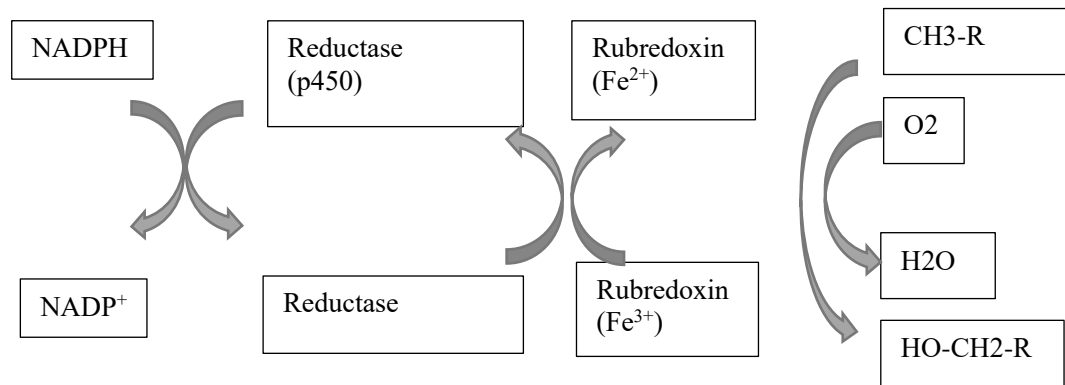 NADPH
Reductase
(p450)
Rubredoxin
(Fe²⁺)
CH3-R
O2
H2O
NADP⁺
Reductase
Rubredoxin
(Fe³⁺)
HO-CH2-R